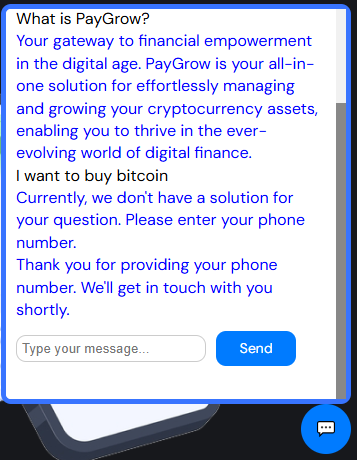 What is PayGrow?
Your gateway to financial empowerment
in the digital age. PayGrow is your all-in-
one solution for effortlessly managing
and growing your cryptocurrency assets,
enabling you to thrive in the ever-
evolving world of digital finance.
I want to buy bitcoin
Currently, we don't have a solution for
your question. Please enter your phone
number.
Thank you for providing your phone
number. We'll get in touch with you
shortly.
Type your message...
Send